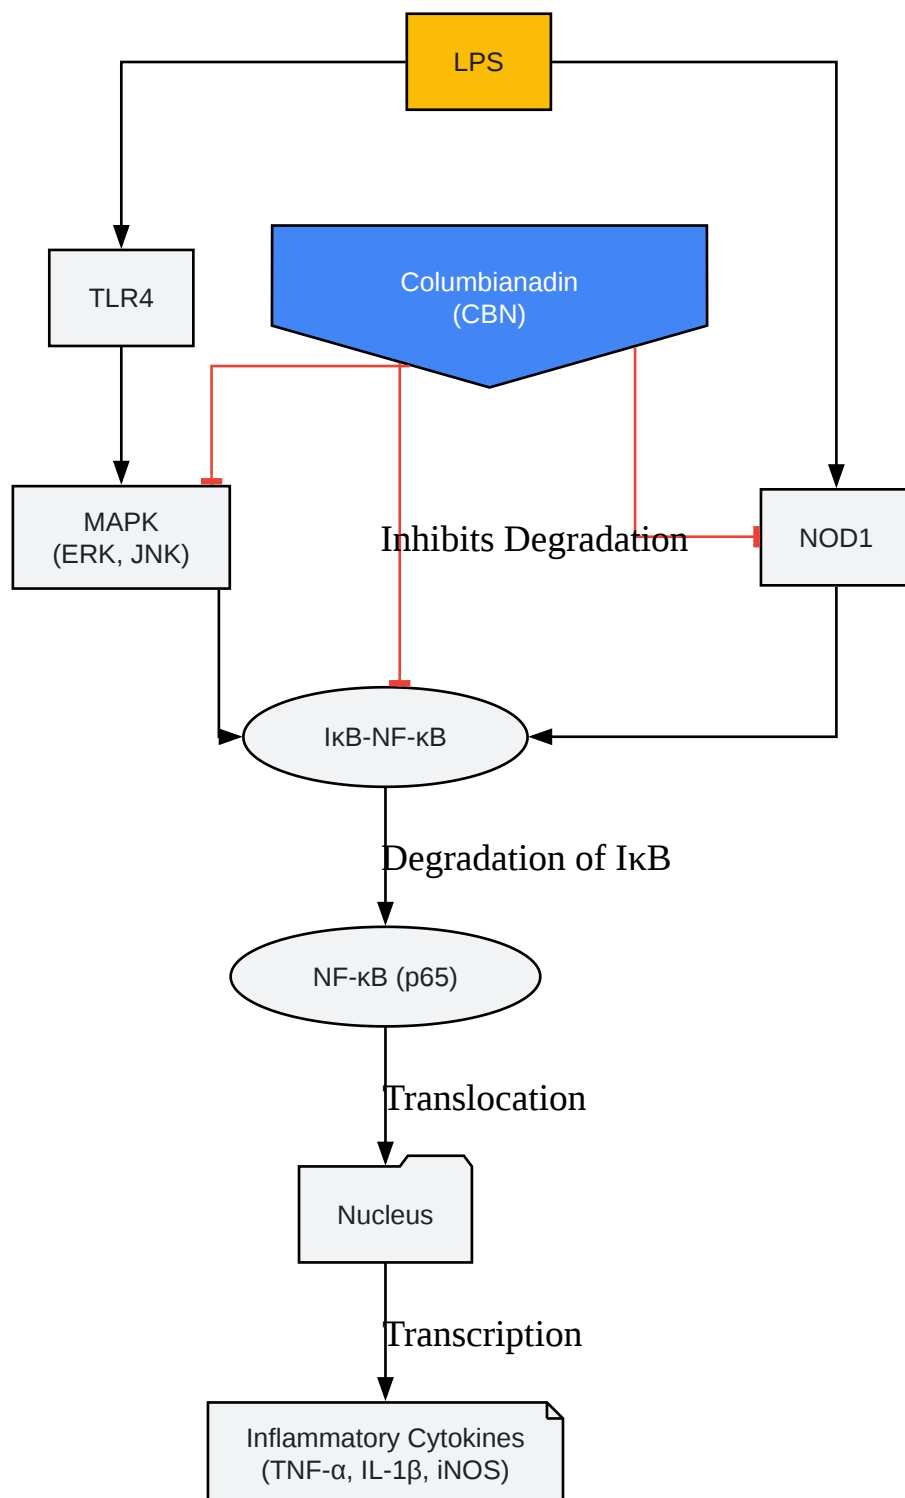 LPS
Columbianadin
(CBN)
TLR4
MAPK
(ERK, JNK)
Inhibits Degradation
NOD1
IκB-NF-κB
Degradation of IκB
NF-κB (p65)
Translocation
Nucleus
Transcription
Inflammatory Cytokines
(TNF-α, IL-1β, iNOS)